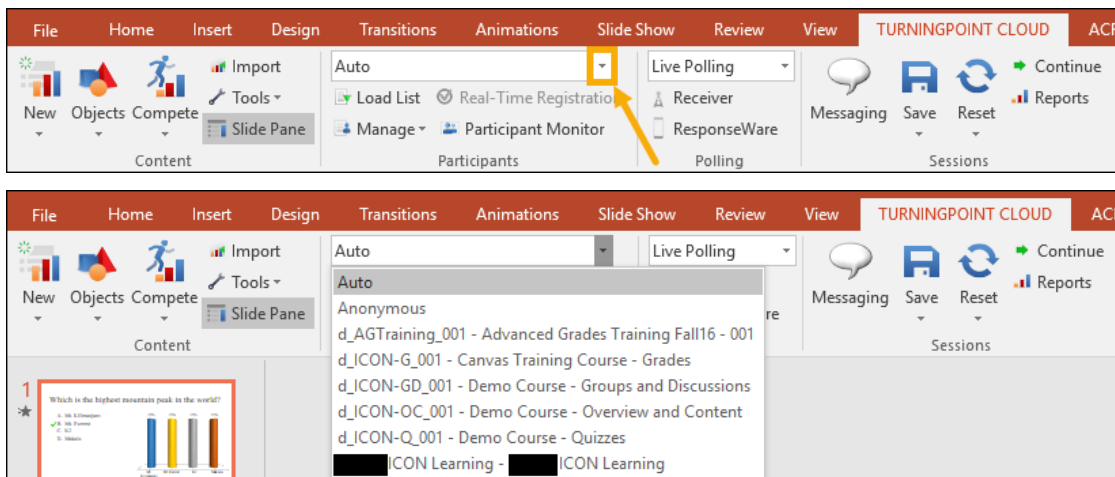 File Home Insert Design Transitions Animations Slide Show Review View TURNINGPOINT CLOUD
Auto Live Polling
Import Continue
Load List Real-Time Registration Receiver
Tools Reports
New Objects Compete Messaging Save Reset
Slide Pane Manage Participant Monitor ResponseWare
Content Participants Polling Sessions
File Home Insert Design Transitions Animations Slide Show Review View TURNINGPOINT CLOUD
Auto Live Polling
Import Continue
Tools Reports
New Objects Compete Messaging Save Reset
Slide Pane re
Content Sessions
Auto
Anonymous
d_AGTraining_001 - Advanced Grades Training Fall16 - 001
d_ICON-G_001 - Canvas Training Course - Grades
d_ICON-GD_001 - Demo Course - Groups and Discussions
d_ICON-OC_001 - Demo Course - Overview and Content
d_ICON-Q_001 - Demo Course - Quizzes
ICON Learning - ICON Learning
1
Which is the highest mountain peak in the world?